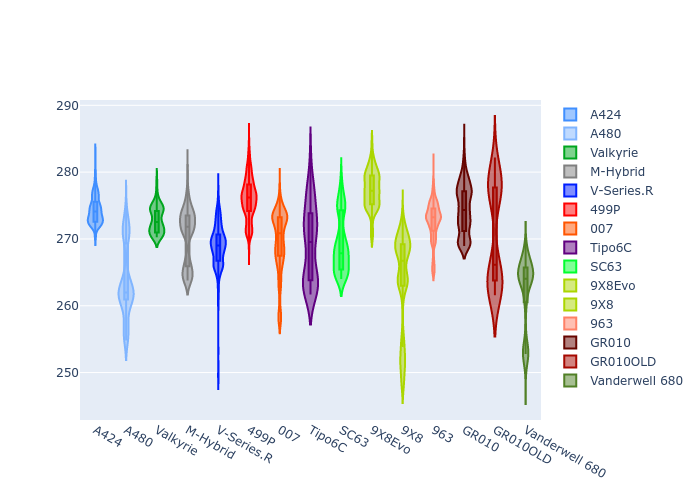 290
280
270
260
250
A424
A480
Valkyrie
M-Hybrid
V-Series.R
499P
007
Tipo6C
SC63
9X8Evo
9X8
963
GR010
GR010OLD
Vanderwell 680
A424
A480
Valkyrie
M-Hybrid
V-Series.R
499P
007
Tipo6C
SC63
9X8Evo
9X8
963
GR010
GR010OLD
Vanderwell 680